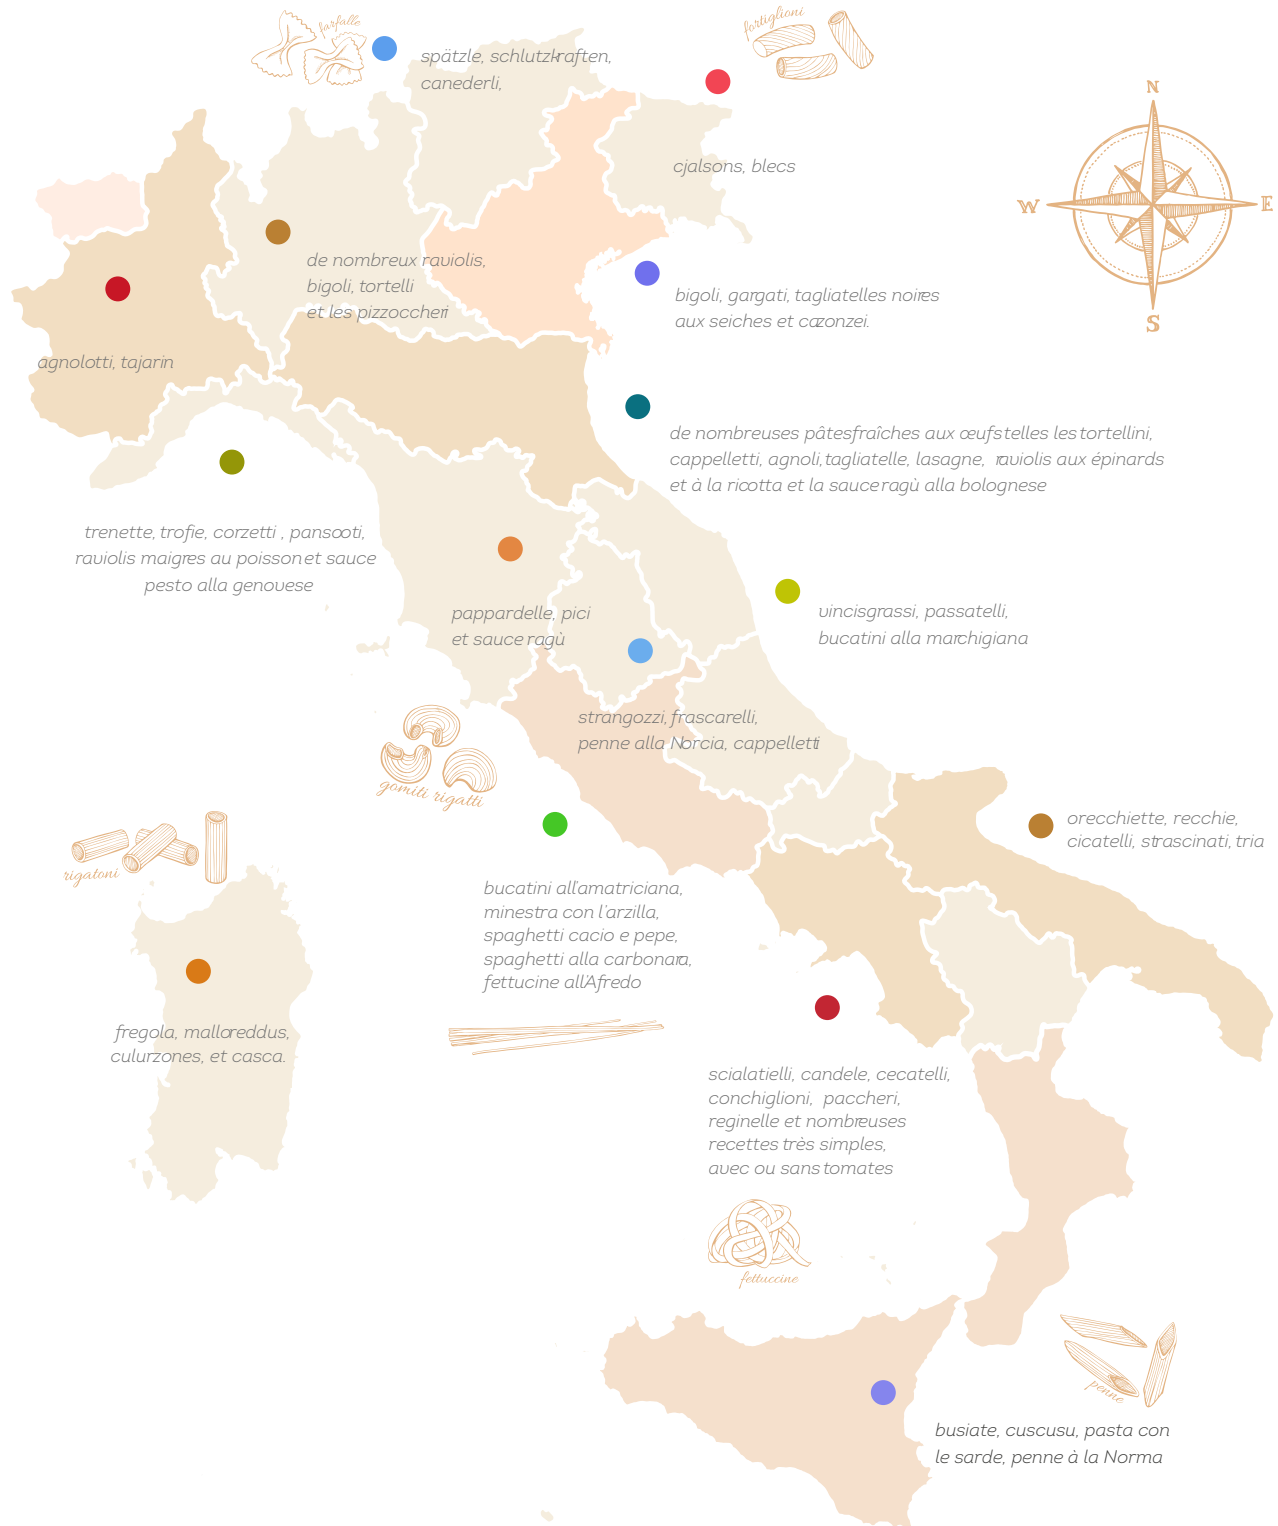 farfalle
spätzle, schlutzkraften,
canederli,
fortiglioni
N
W
E
S
cjalsons, blecs
de nombreux raviolis,
bigoli, tortelli
et les pizzoccheri
bigoli, gargati, tagliatelles noires
aux seiches et cazonzei.
agnolotti, tajarin
de nombreuses pâtes fraîches aux œufs telles les tortellini,
cappelletti, agnoli, tagliatelle, lasagne, raviolis aux épinards
et à la ricotta et la sauce ragù alla bolognese
trenette, trofie, corzetti , pansooti,
raviolis maigres au poisson et sauce
pesto alla genovese
pappardelle, pici
et sauce ragù
vincisgrassi, passatelli,
bucatini alla marchigiana
strangozzi, frascarelli,
penne alla Norcia, cappelletti
gomiti rigatti
rigatoni
orecchiette, recchie,
cicatelli, strascinati, tria
bucatini all'amatriciana,
minestra con l'arzilla,
spaghetti cacio e pepe,
spaghetti alla carbonara,
fettucine all'Afredo
fregola, malloreddus,
culurzones, et casca.
scialatielli, candele, cecatelli,
conchiglioni, paccheri,
reginelle et nombreuses
recettes très simples,
avec ou sans tomates
fettuccine
penne
busiate, cuscusu, pasta con
le sarde, penne à la Norma